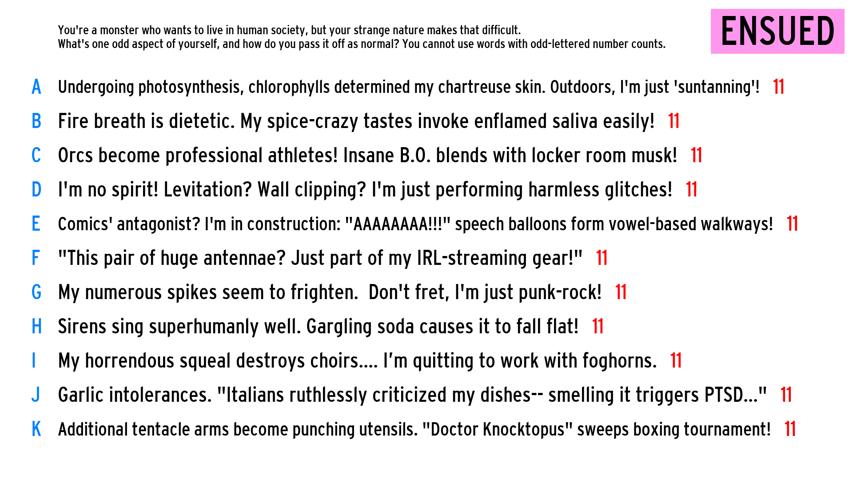 You're a monster who wants to live in human society, but your strange nature makes that difficult.
What's one odd aspect of yourself, and how do you pass it off as normal? You cannot use words with odd-lettered number counts.
ENSUED
A Undergoing photosynthesis, chlorophylls determined my chartreuse skin. Outdoors, I'm just 'suntanning'! 11
B Fire breath is dietetic. My spice-crazy tastes invoke enflamed saliva easily! 11
C Orcs become professional athletes! Insane B.O. blends with locker room musk! 11
D I'm no spirit! Levitation? Wall clipping? I'm just performing harmless glitches! 11
E Comics' antagonist? I'm in construction: "AAAAAAAA!!!" speech balloons form vowel-based walkways! 11
F "This pair of huge antennae? Just part of my IRL-streaming gear!" 11
G My numerous spikes seem to frighten. Don't fret, I'm just punk-rock! 11
H Sirens sing superhumanly well. Gargling soda causes it to fall flat! 11
I My horrendous squeal destroys choirs.... I'm quitting to work with foghorns. 11
J Garlic intolerances. "Italians ruthlessly criticized my dishes-- smelling it triggers PTSD..." 11
K Additional tentacle arms become punching utensils. "Doctor Knocktopus" sweeps boxing tournament! 11